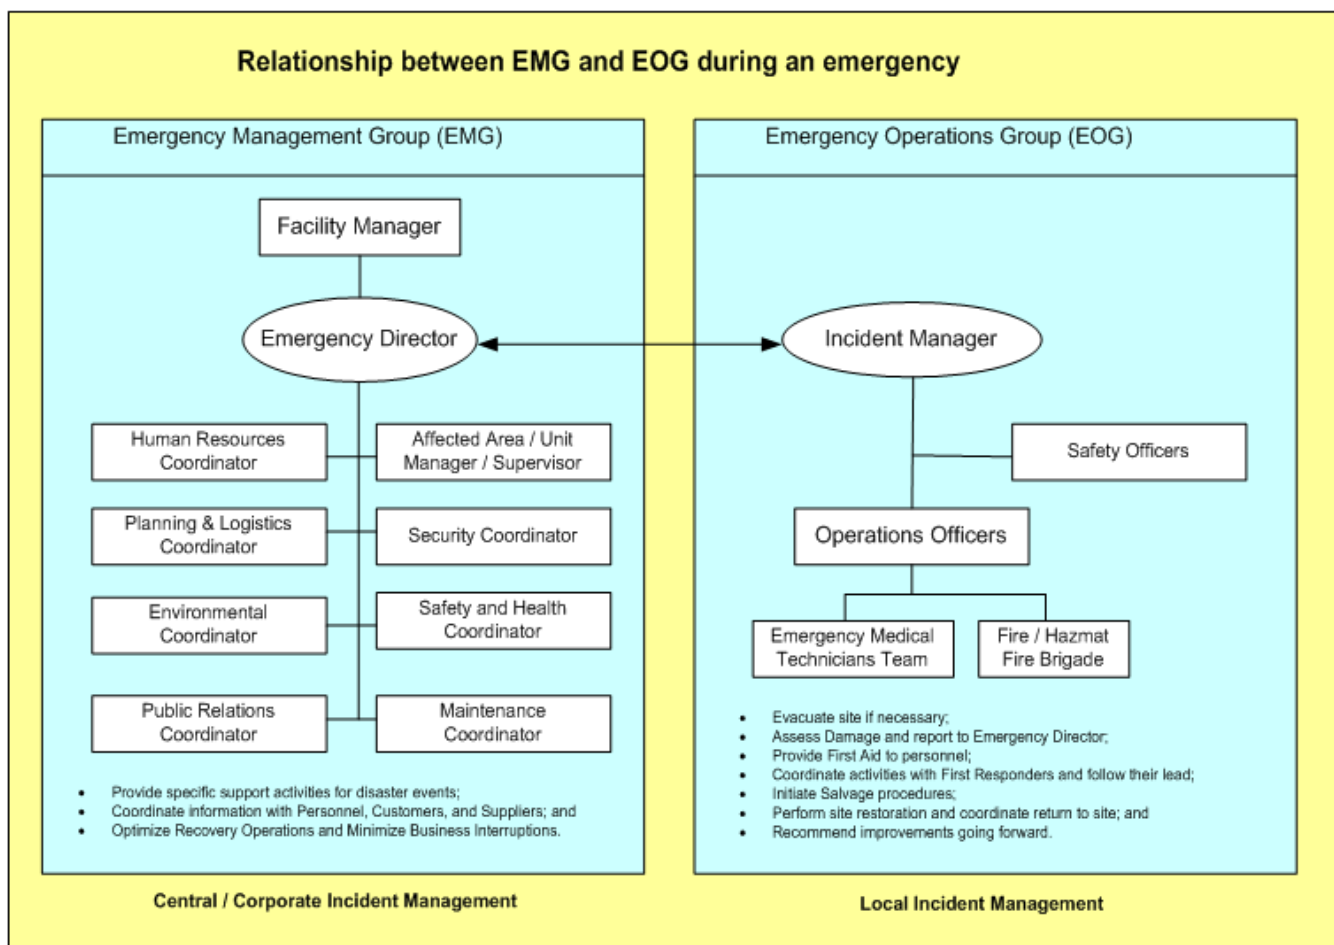 Relationship between EMG and EOG during an emergency
Emergency Management Group (EMG)
Facility Manager
Emergency Director
Human Resources
Coordinator
Affected Area / Unit
Manager / Supervisor
Planning & Logistics
Coordinator
Security Coordinator
Environmental
Coordinator
Safety and Health
Coordinator
Public Relations
Coordinator
Maintenance
Coordinator
• Provide specific support activities for disaster events;
• Coordinate information with Personnel, Customers, and Suppliers; and
• Optimize Recovery Operations and Minimize Business Interruptions.
Central / Corporate Incident Management
Emergency Operations Group (EOG)
Incident Manager
Safety Officers
Operations Officers
Emergency Medical
Technicians Team
Fire / Hazmat
Fire Brigade
• Evacuate site if necessary;
• Assess Damage and report to Emergency Director;
• Provide First Aid to personnel;
• Coordinate activities with First Responders and follow their lead;
• Initiate Salvage procedures;
• Perform site restoration and coordinate return to site; and
• Recommend improvements going forward.
Local Incident Management